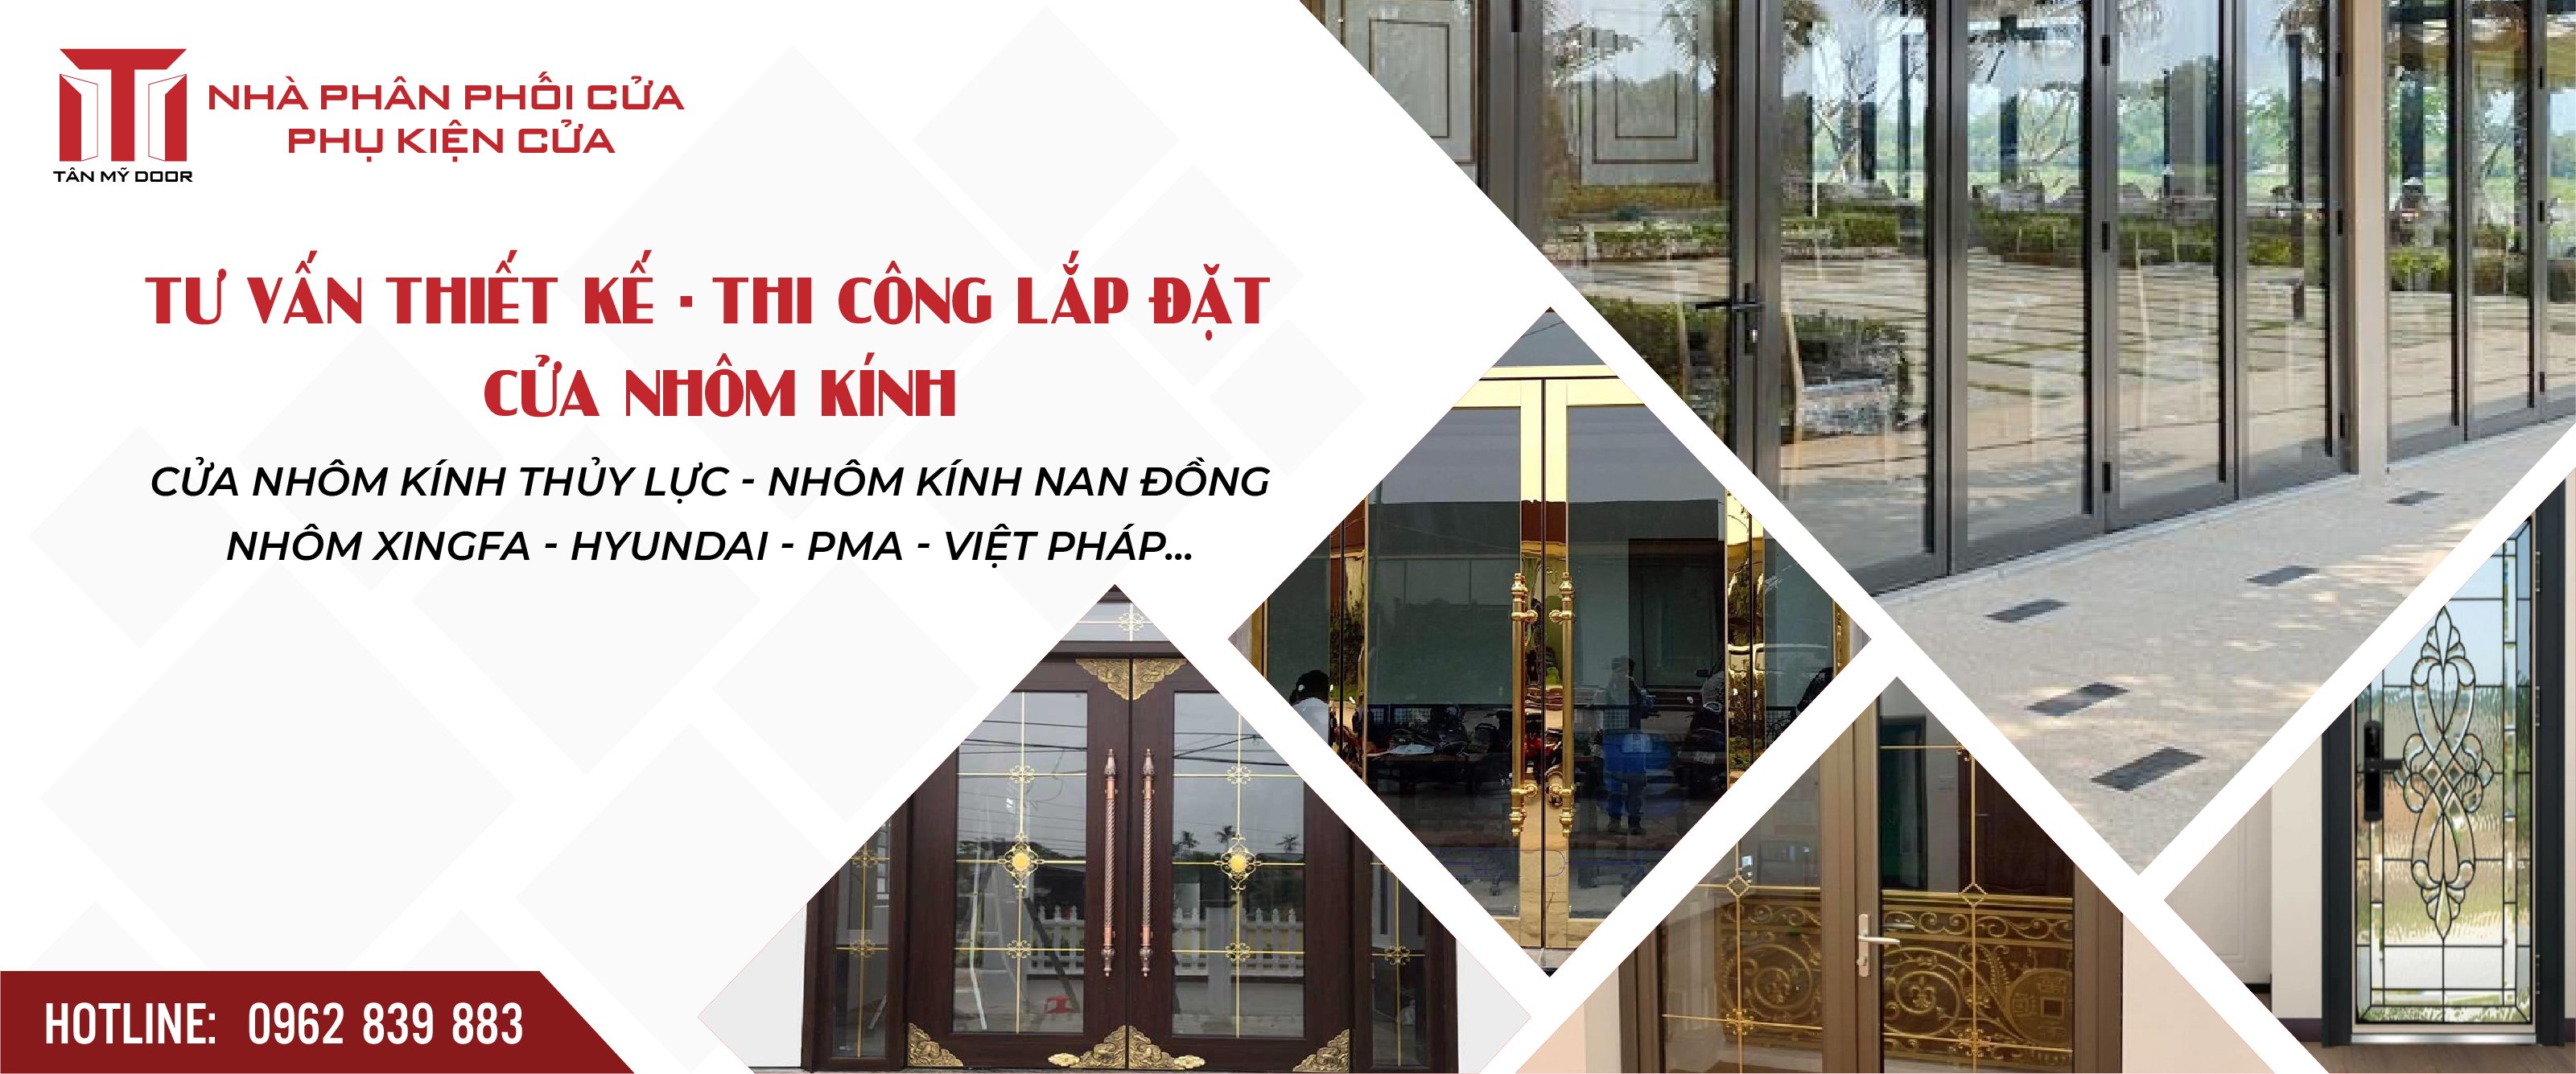 NHÀ PHÂN PHỐI CỬA
PHỤ KIỆN CỬA
TÂN MỸ DOOR
TƯ VẤN THIẾT KẾ - THI CÔNG LẮP ĐẶT
CỬA NHÔM KÍNH
CỬA NHÔM KÍNH THỦY LỰC - NHÔM KÍNH NAN ĐỒNG
NHÔM XINGFA - HYUNDAI - PMA - VIỆT PHÁP...
HOTLINE: 0962 839 883